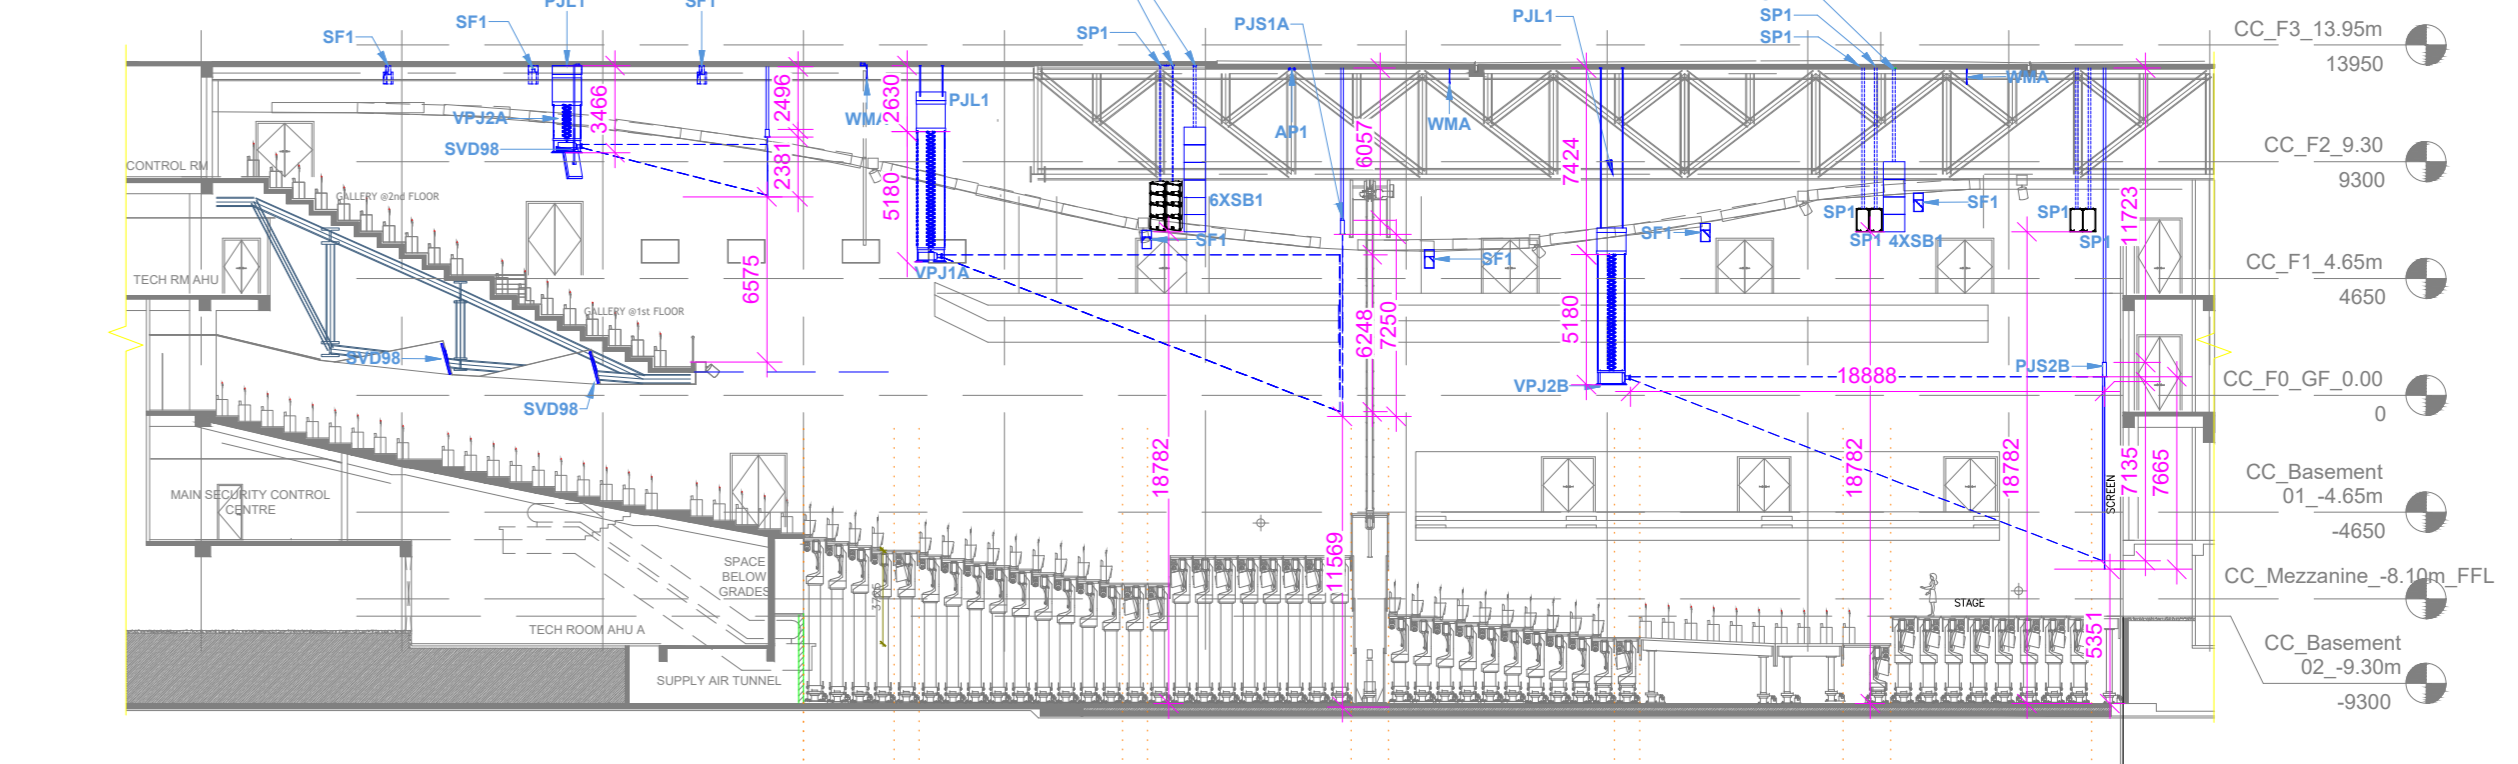 PJL1
SF1
SF1
SF1
SP1
PJS1A
PJL1
SP1
SP1
CC_F3_13.95m
13950
3466
2496
2630
PJL1
WMA
WMA
WMA
VPJ2A
SVD98
2381
AP1
6057
7424
CC_F2_9.30
9300
CONTROL RM
GALLERY @2nd FLOOR
5180
6XSB1
SF1
SF1
SF1
SF1
SP1
SP1
4XSB1
SP1
SP1
11723
TECH RM AHU
6575
VPJ1A
CC_F1_4.65m
4650
GALLERY @1st FLOOR
6248
7250
5180
SVD98
SVD98
VPJ2B
18888
PJS2B
CC_F0_GF_0.00
0
18782
18782
18782
7135
7665
SCREEN
MAIN SECURITY CONTROL
CENTRE
CC_Basement
01_-4.65m
-4650
SPACE
BELOW
GRADES
11569
STAGE
CC_Mezzanine_-8.10m_FFL
TECH ROOM AHU A
5351
CC_Basement
02_-9.30m
-9300
SUPPLY AIR TUNNEL